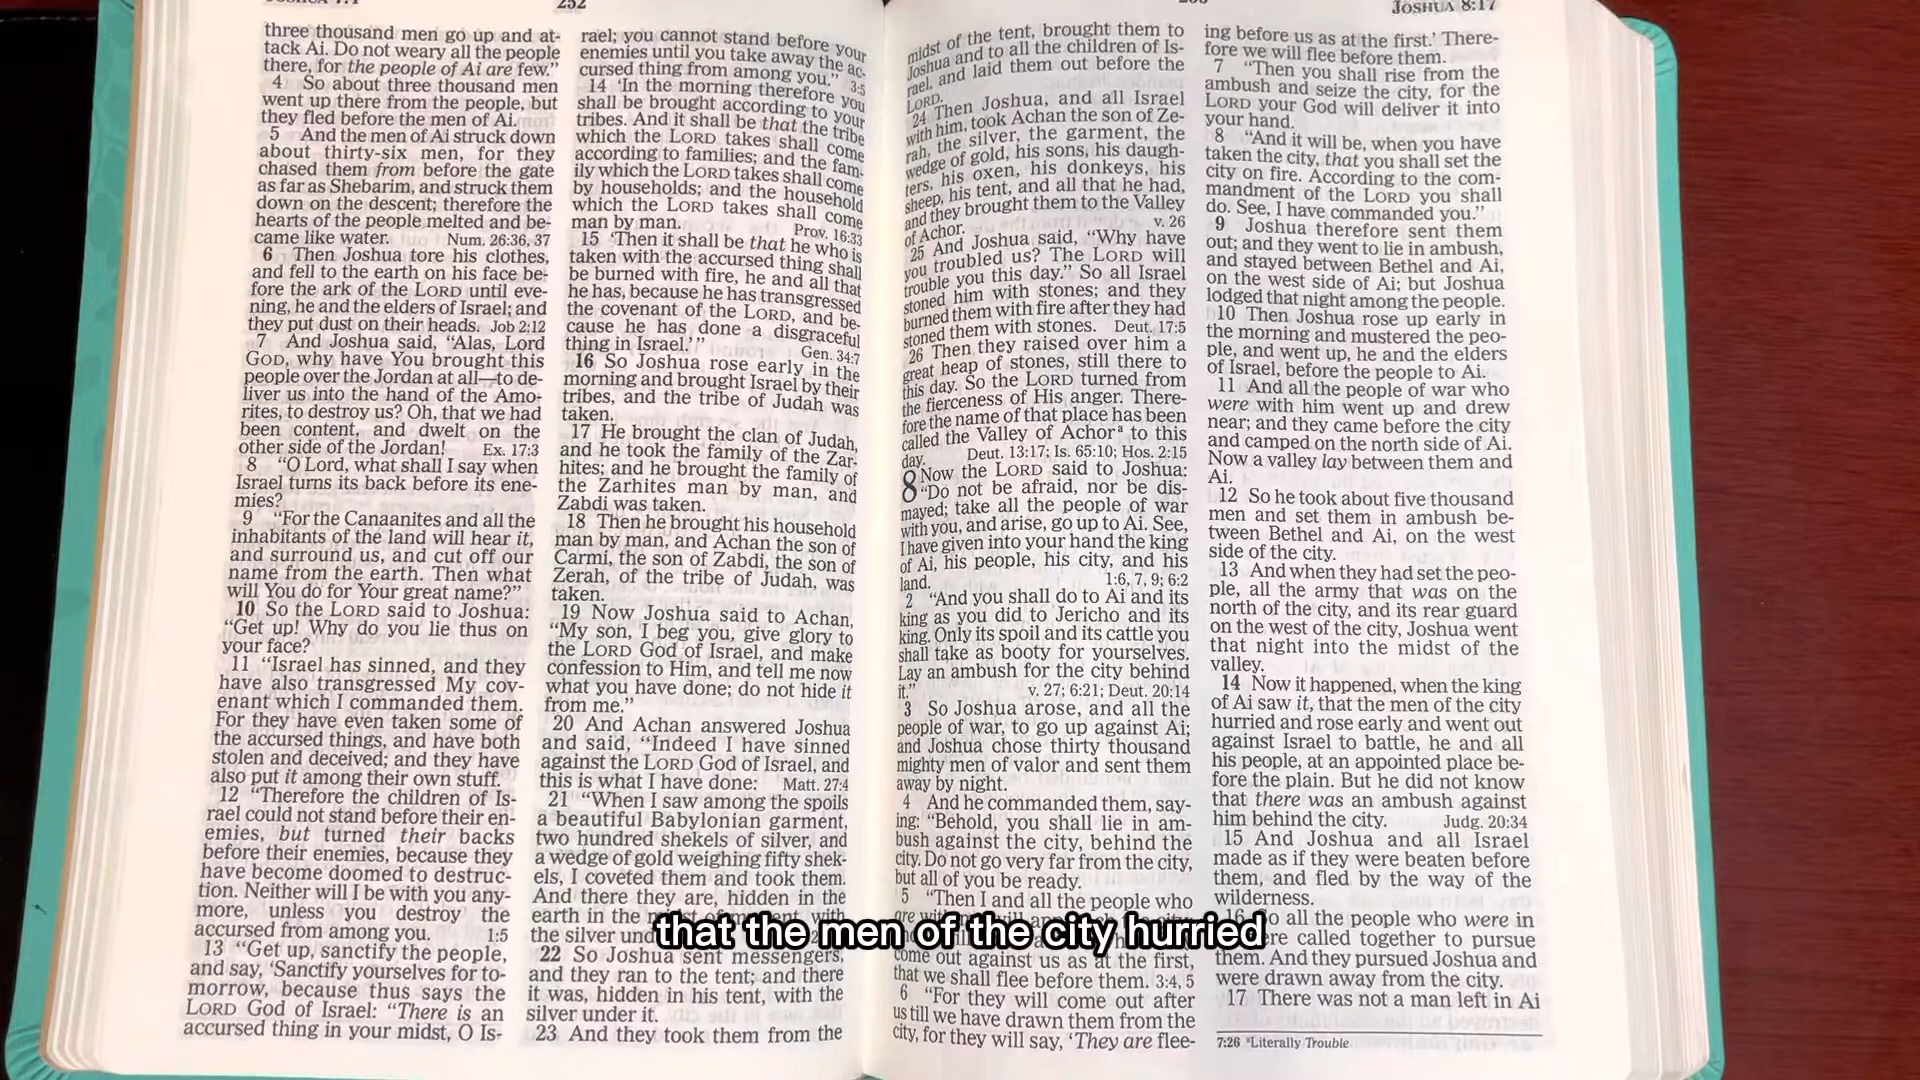 252
JOSHUA 8:17
three thousand men go up and at-
tack Ai. Do not weary all the people
there, for the people of Ai are few."
4 So about three thousand men
went up there from the people, but
they fled before the men of Ai.
5 And the men of Ai struck down
about thirty-six men, for they
chased them from before the gate
as far as Shebarim, and struck them
down on the descent; therefore the
hearts of the people melted and be-
came like water. Num. 26:36, 37
6 Then Joshua tore his clothes,
and fell to the earth on his face be-
fore the ark of the LORD until eve-
ning, he and the elders of Israel; and
they put dust on their heads. Job 2:12
7 And Joshua said, "Alas, Lord
GOD, why have You brought this
people over the Jordan at all—to de-
liver us into the hand of the Amo-
rites, to destroy us? Oh, that we had
been content, and dwelt on the
other side of the Jordan! Ex. 17:3
8 "O Lord, what shall I say when
Israel turns its back before its ene-
mies?
9 "For the Canaanites and all the
inhabitants of the land will hear it,
and surround us, and cut off our
name from the earth. Then what
will You do for Your great name?"
10 So the LORD said to Joshua:
"Get up! Why do you lie thus on
your face?
11 "Israel has sinned, and they
have also transgressed My cov-
enant which I commanded them.
For they have even taken some of
the accursed things, and have both
stolen and deceived; and they have
also put it among their own stuff.
12 "Therefore the children of Is-
rael could not stand before their en-
emies, but turned their backs
before their enemies, because they
have become doomed to destruc-
tion. Neither will I be with you any-
more, unless you destroy the
accursed from among you. 1:5
13 "Get up, sanctify the people,
and say, 'Sanctify yourselves for to-
morrow, because thus says the
LORD God of Israel: "There is an
accursed thing in your midst, O Is-
rael; you cannot stand before your
enemies until you take away the ac-
cursed thing from among you." 3:5
14 'In the morning therefore you
shall be brought according to your
tribes. And it shall be that the tribe
which the LORD takes shall come
according to families; and the fam-
ily which the LORD takes shall come
by households; and the household
which the LORD takes shall come
man by man. Prov. 16:33
15 'Then it shall be that he who is
taken with the accursed thing shall
be burned with fire, he and all that
he has, because he has transgressed
the covenant of the LORD, and be-
cause he has done a disgraceful
thing in Israel.' " Gen. 34:7
16 So Joshua rose early in the
morning and brought Israel by their
tribes, and the tribe of Judah was
taken.
17 He brought the clan of Judah,
and he took the family of the Zar-
hites; and he brought the family of
the Zarhites man by man, and
Zabdi was taken.
18 Then he brought his household
man by man, and Achan the son of
Carmi, the son of Zabdi, the son of
Zerah, of the tribe of Judah, was
taken.
19 Now Joshua said to Achan,
"My son, I beg you, give glory to
the LORD God of Israel, and make
confession to Him, and tell me now
what you have done; do not hide it
from me."
20 And Achan answered Joshua
and said, "Indeed I have sinned
against the LORD God of Israel, and
this is what I have done: Matt. 27:4
21 "When I saw among the spoils
a beautiful Babylonian garment,
two hundred shekels of silver, and
a wedge of gold weighing fifty shek-
els, I coveted them and took them.
And there they are, hidden in the
earth in the midst of my tent, with
the silver und
22 So Joshua sent messengers,
and they ran to the tent; and there
it was, hidden in his tent, with the
silver under it.
23 And they took them from the
midst of the tent, brought them to
Joshua and to all the children of Is-
rael, and laid them out before the
LORD.
24 Then Joshua, and all Israel
with him, took Achan the son of Ze-
rah, the silver, the garment, the
wedge of gold, his sons, his daugh-
ters, his oxen, his donkeys, his
sheep, his tent, and all that he had,
and they brought them to the Valley
of Achor. v. 26
25 And Joshua said, "Why have
you troubled us? The LORD will
trouble you this day." So all Israel
stoned him with stones; and they
burned them with fire after they had
stoned them with stones. Deut. 17:5
26 Then they raised over him a
great heap of stones, still there to
this day. So the LORD turned from
the fierceness of His anger. There-
fore the name of that place has been
called the Valley of Achorª to this
day. Deut. 13:17; Is. 65:10; Hos. 2:15
8 Now the LORD said to Joshua:
"Do not be afraid, nor be dis-
mayed; take all the people of war
with you, and arise, go up to Ai. See,
I have given into your hand the king
of Ai, his people, his city, and his
land. 1:6, 7, 9; 6:2
2 "And you shall do to Ai and its
king as you did to Jericho and its
king. Only its spoil and its cattle you
shall take as booty for yourselves.
Lay an ambush for the city behind
it." v. 27; 6:21; Deut. 20:14
3 So Joshua arose, and all the
people of war, to go up against Ai;
and Joshua chose thirty thousand
mighty men of valor and sent them
away by night.
4 And he commanded them, say-
ing: "Behold, you shall lie in am-
bush against the city, behind the
city. Do not go very far from the city,
but all of you be ready.
5 "Then I and all the people who
come out against us as at the first,
that we shall flee before them. 3:4, 5
6 "For they will come out after
us till we have drawn them from the
city, for they will say, 'They are flee-
ing before us as at the first.' There-
fore we will flee before them.
7 "Then you shall rise from the
ambush and seize the city, for the
LORD your God will deliver it into
your hand.
8 "And it will be, when you have
taken the city, that you shall set the
city on fire. According to the com-
mandment of the LORD you shall
do. See, I have commanded you."
9 Joshua therefore sent them
out; and they went to lie in ambush,
and stayed between Bethel and Ai,
on the west side of Ai; but Joshua
lodged that night among the people.
10 Then Joshua rose up early in
the morning and mustered the peo-
ple, and went up, he and the elders
of Israel, before the people to Ai.
11 And all the people of war who
were with him went up and drew
near; and they came before the city
and camped on the north side of Ai.
Now a valley lay between them and
Ai.
12 So he took about five thousand
men and set them in ambush be-
tween Bethel and Ai, on the west
side of the city.
13 And when they had set the peo-
ple, all the army that was on the
north of the city, and its rear guard
on the west of the city, Joshua went
that night into the midst of the
valley.
14 Now it happened, when the king
of Ai saw it, that the men of the city
hurried and rose early and went out
against Israel to battle, he and all
his people, at an appointed place be-
fore the plain. But he did not know
that there was an ambush against
him behind the city. Judg. 20:34
15 And Joshua and all Israel
made as if they were beaten before
them, and fled by the way of the
wilderness.
16 So all the people who were in
were called together to pursue
them. And they pursued Joshua and
were drawn away from the city.
17 There was not a man left in Ai
7:26 ªLiterally Trouble
that the men of the city hurried